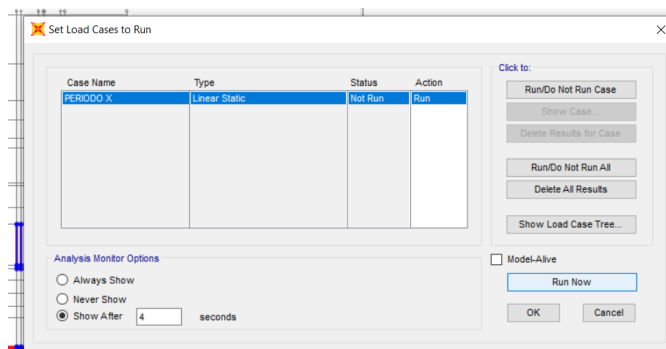 Set Load Cases to Run
Click to:
Case Name Type Status Action
PERIODO X Linear Static Not Run Run
Run/Do Not Run Case
Show Case...
Delete Results for Case
Run/Do Not Run All
Delete All Results
Show Load Case Tree...
Analysis Monitor Options
Always Show
Never Show
Show After 4 seconds
Model-Alive
Run Now
OK Cancel